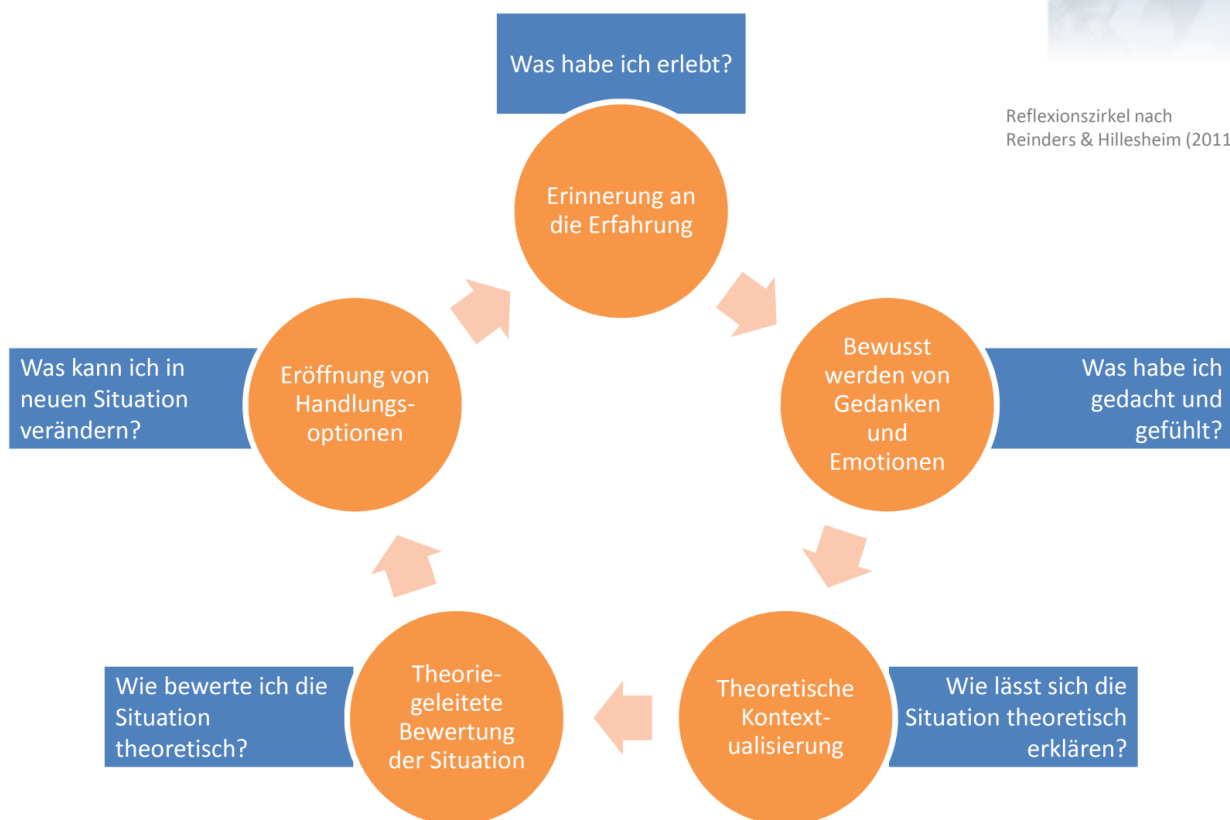 Was habe ich erlebt?
Reflexionszirkel nach
Reinders & Hillesheim (2011
Erinnerung an
die Erfahrung
Bewusst
werden von
Gedanken
und
Emotionen
Was habe ich
gedacht und
gefühlt?
Theoretische
Kontext-
ualisierung
Wie lässt sich die
Situation theoretisch
erklären?
Theorie-
geleitete
Bewertung
der Situation
Wie bewerte ich die
Situation
theoretisch?
Eröffnung von
Handlungs-
optionen
Was kann ich in
neuen Situation
verändern?